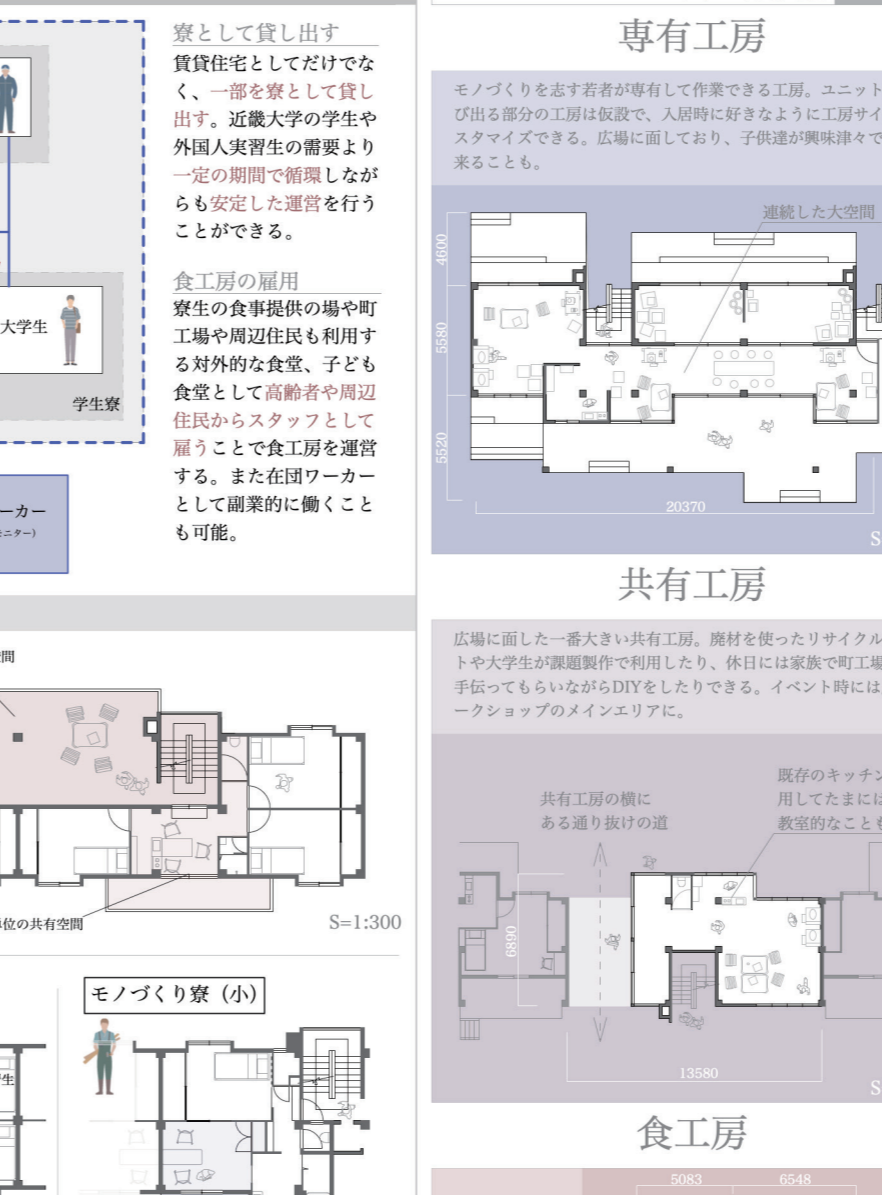 寮として貸し出す
賃貸住宅としてだけでな
く、一部を寮として貸し
出す。近畿大学の学生や
外国人実習生の需要より
一定の期間で循環しなが
らも安定した運営を行う
ことができる。
食工房の雇用
寮生の食事提供の場や町
工場や周辺住民も利用す
る対外的な食堂、子ども
食堂として高齢者や周辺
住民からスタッフとして
雇うことで食工房を運営
する。また在団ワーカー
として副業的に働くこと
も可能。
大学生
学生寮
ーカー
モニター)
間
位の共有空間
S=1:300
モノづくり寮(小)
生
専有工房
モノづくりを志す若者が専有して作業できる工房。ユニット
び出る部分の工房は仮設で、入居時に好きなように工房サイ
スタマイズできる。広場に面しており、子供達が興味津々で
来ることも。
連続した大空間
4600
5580
5520
20370
S
共有工房
広場に面した一番大きい共有工房。廃材を使ったリサイクル
トや大学生が課題製作で利用したり、休日には家族で町工場
手伝ってもらいながらDIYをしたりできる。イベント時には
ークショップのメインエリアに。
既存のキッチン
用してたまには
教室的なことも
共有工房の横に
ある通り抜けの道
6890
13580
S
食工房
5083
6548